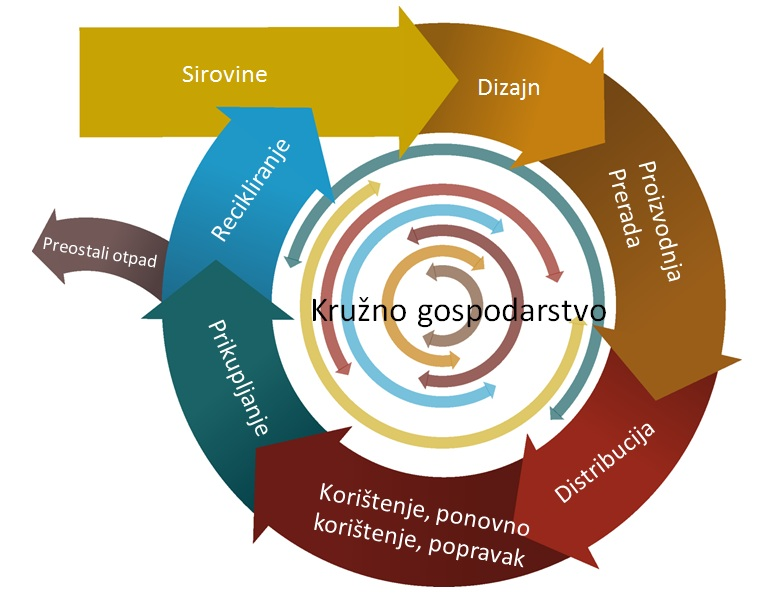 Sirovine
Dizajn
Proizvodnja
Prerada
Distribucija
Korištenje, ponovno
korištenje, popravak
Prikupljanje
Preostali otpad
Recikliranje
Kružno gospodarstvo